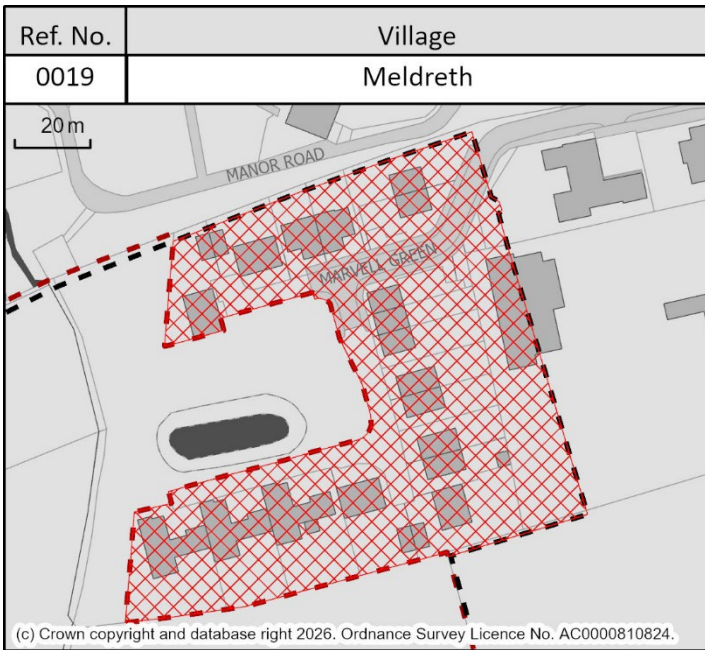 Ref. No. Village
0019 Meldreth
20 m
MANOR ROAD
MARVELL GREEN
(c) Crown copyright and database right 2026. Ordnance Survey Licence No. AC0000810824.